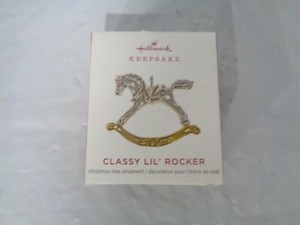 Hallmark
KEEPSAKE
CLASSY LIL' ROCKER
christmas tree ornament | décoration pour l'arbre de noël